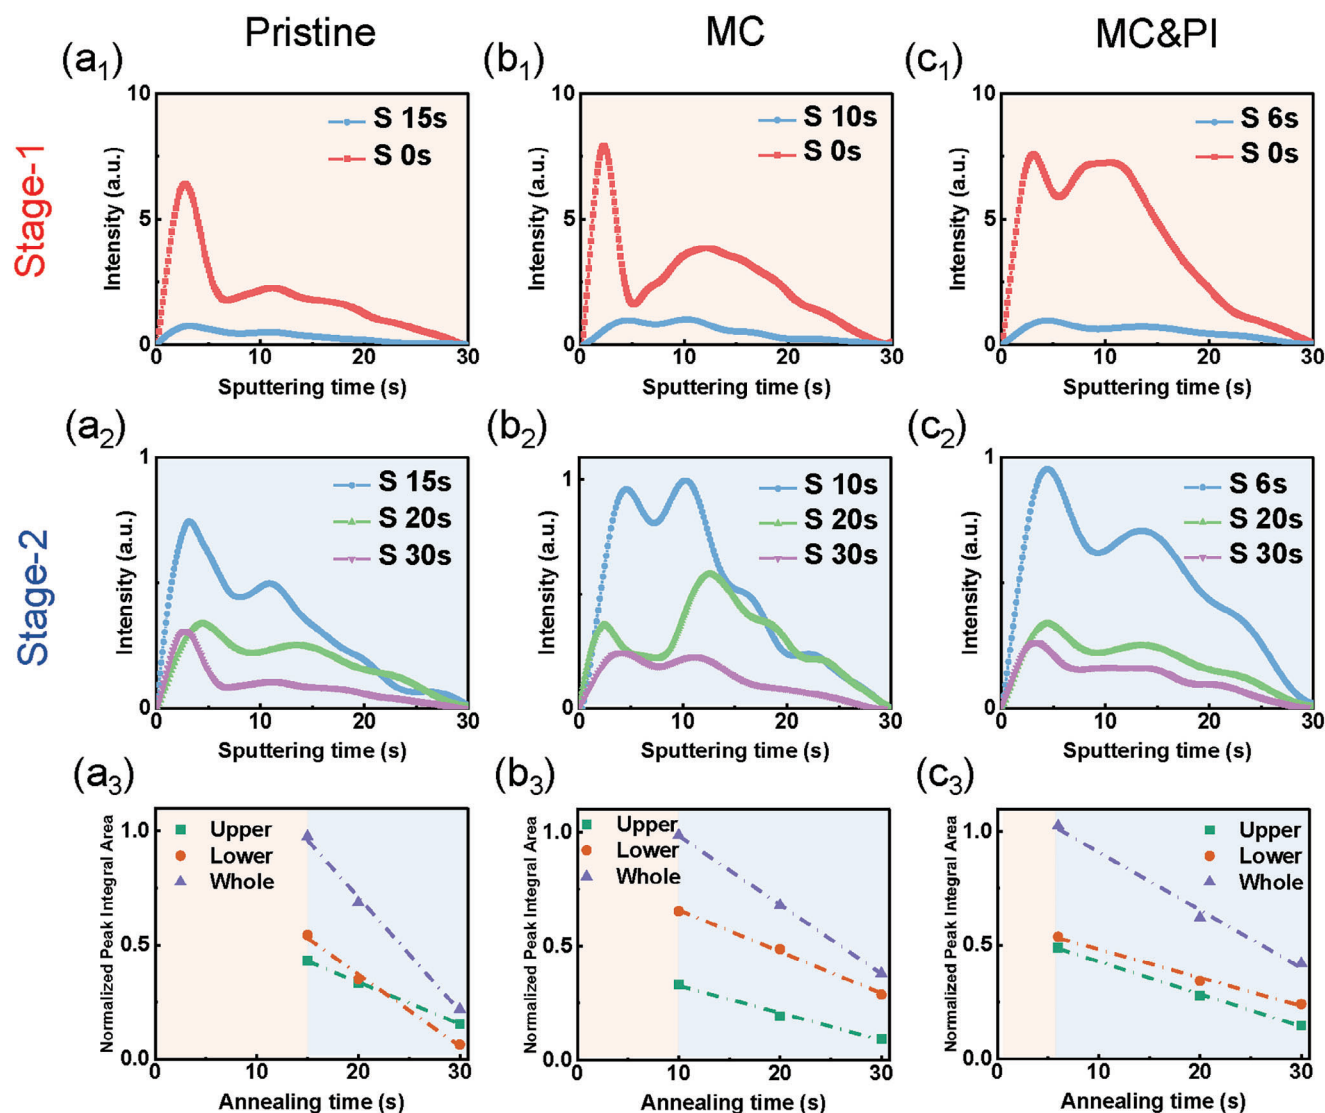 Pristine
MC
MC&PI
(a1)
(b1)
(c1)
Stage-1
Intensity (a.u.)
10
5
0
S 15s
S 0s
0 10 20 30
Sputtering time (s)
Intensity (a.u.)
10
5
0
S 10s
S 0s
0 10 20 30
Sputtering time (s)
Intensity (a.u.)
10
5
0
S 6s
S 0s
0 10 20 30
Sputtering time (s)
(a2)
(b2)
(c2)
Stage-2
Intensity (a.u.)
1
0
S 15s
S 20s
S 30s
0 10 20 30
Sputtering time (s)
Intensity (a.u.)
1
0
S 10s
S 20s
S 30s
0 10 20 30
Sputtering time (s)
Intensity (a.u.)
1
0
S 6s
S 20s
S 30s
0 10 20 30
Sputtering time (s)
(a3)
(b3)
(c3)
Normalized Peak Integral Area
1.0
0.5
0.0
Upper
Lower
Whole
0 10 20 30
Annealing time (s)
Normalized Peak Integral Area
1.0
0.5
0.0
Upper
Lower
Whole
0 10 20 30
Annealing time (s)
Normalized Peak Integral Area
1.0
0.5
0.0
Upper
Lower
Whole
0 10 20 30
Annealing time (s)